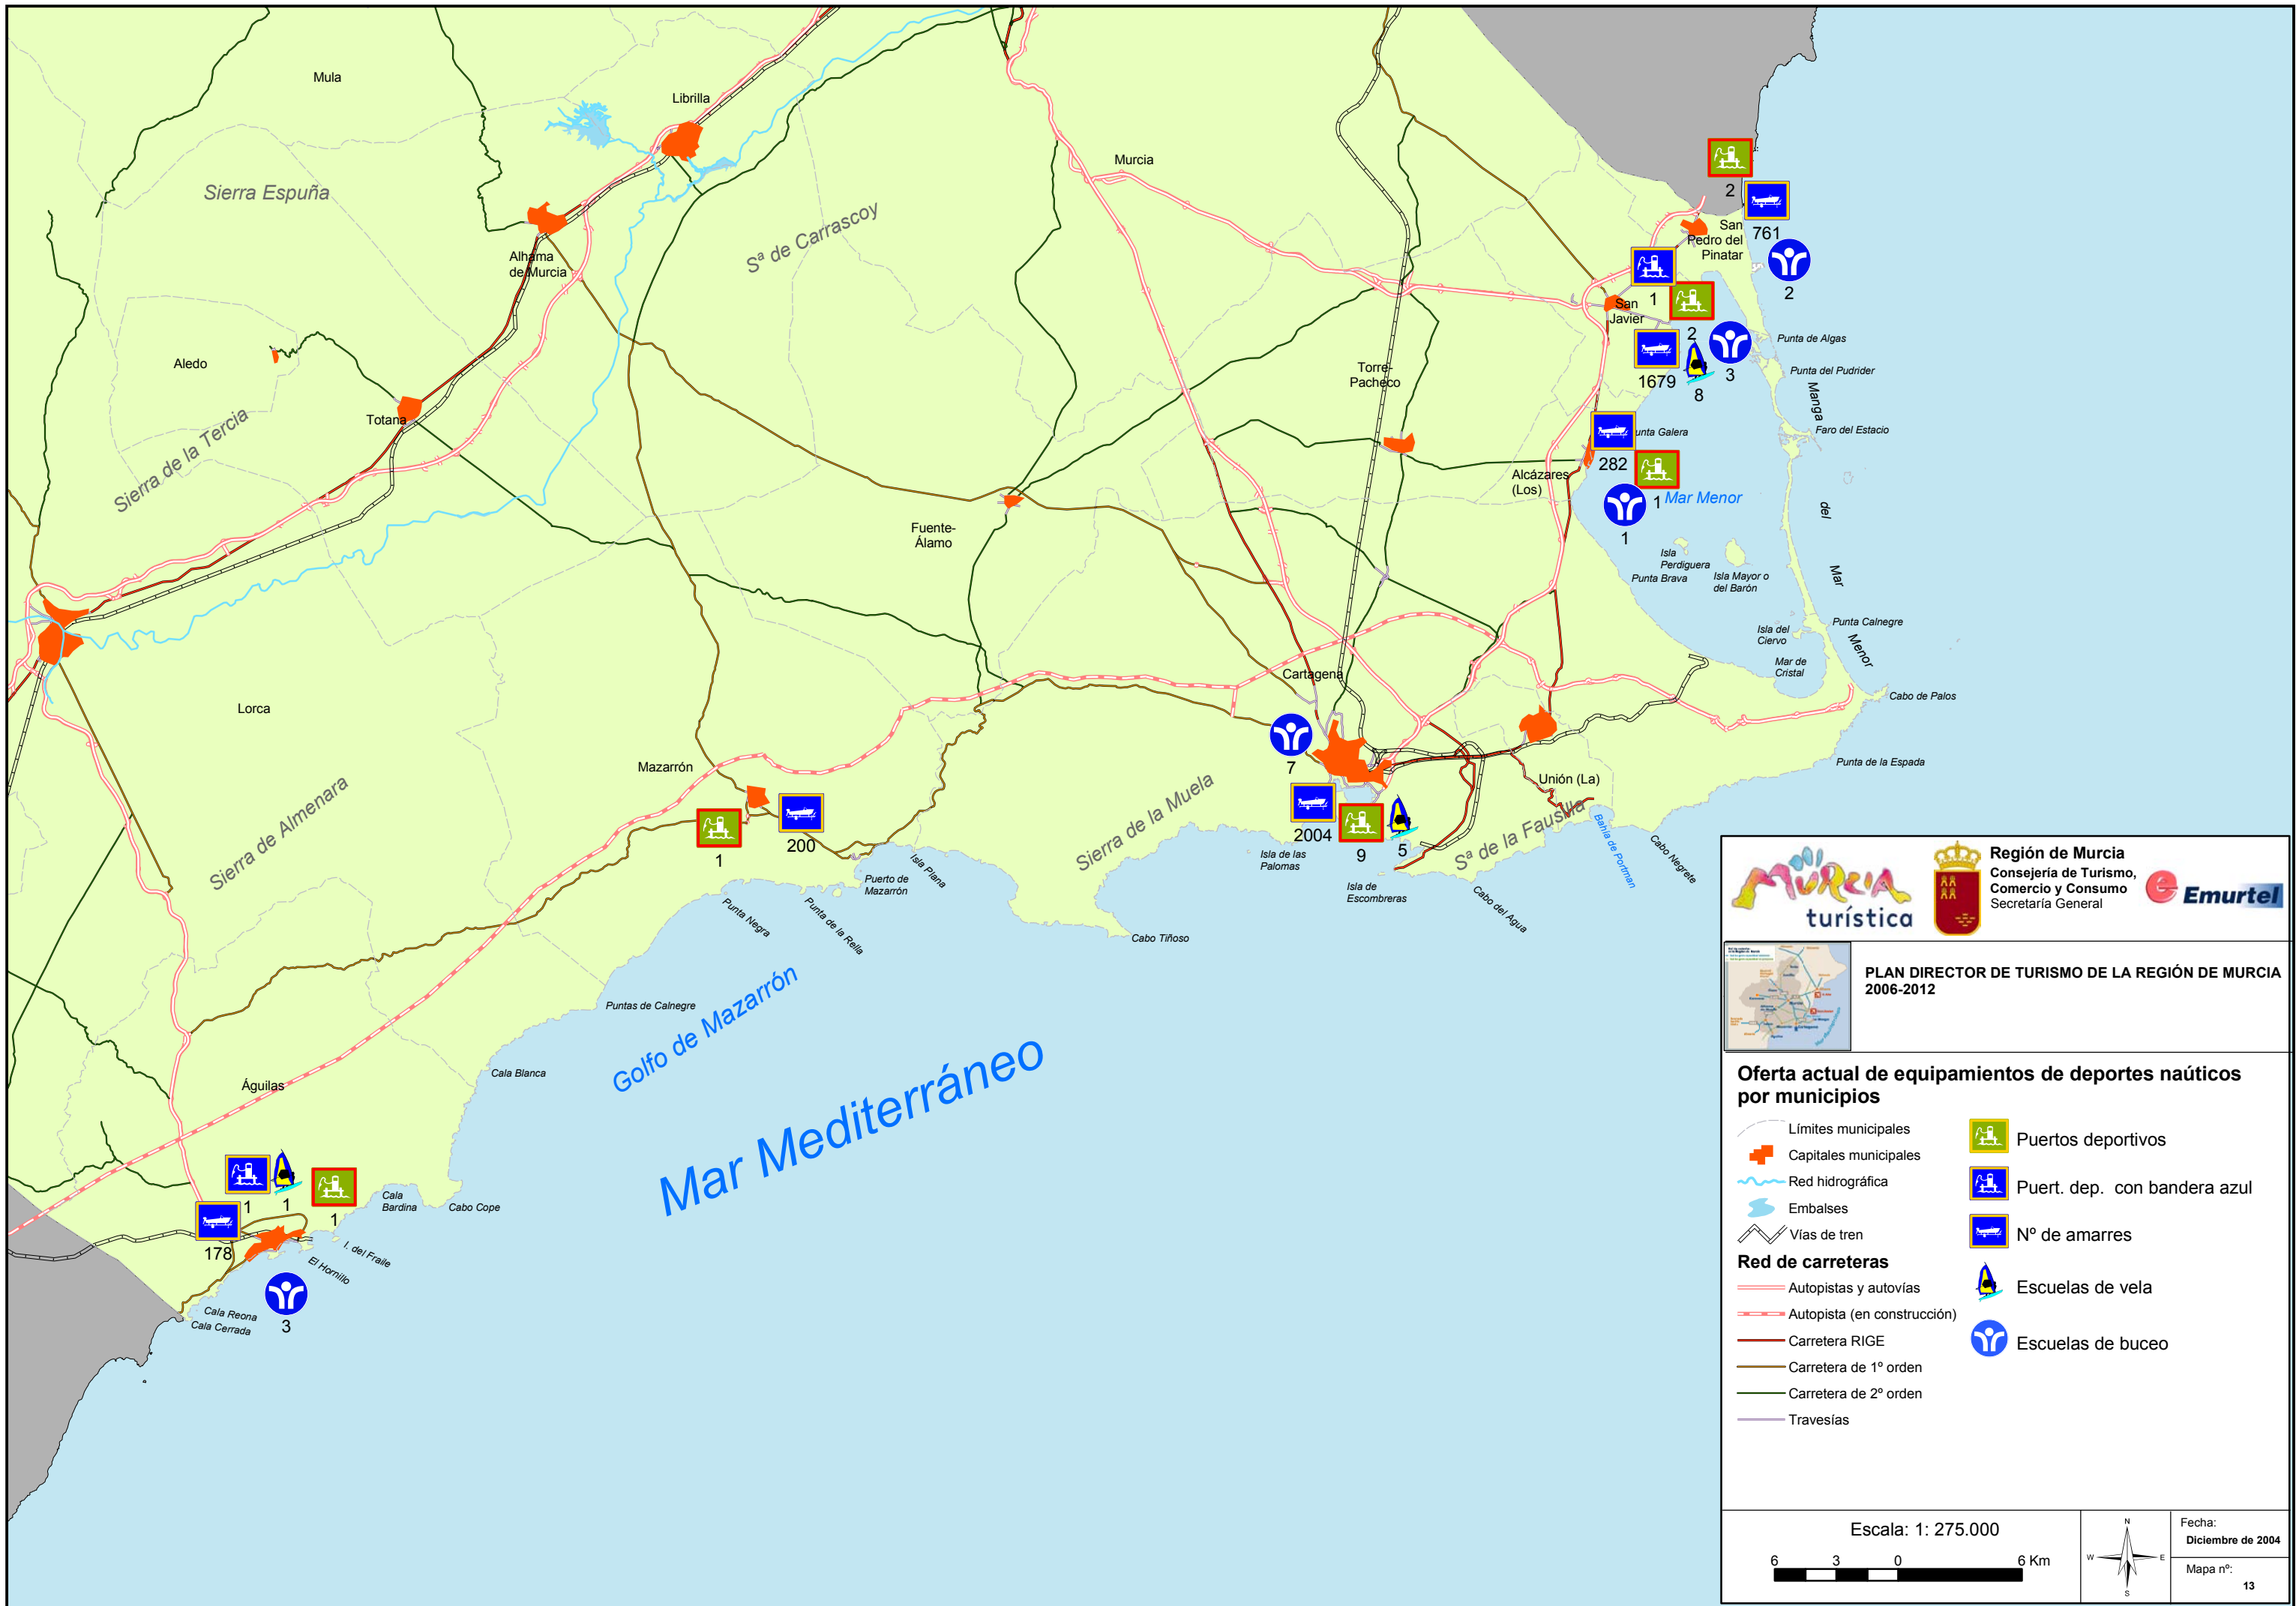 Mula
Librilla
Murcia
Sierra Espuña
Sª de Carrascoy
Alhama
de Murcia
Aledo
Totana
Sierra de la Tercia
Torre-
Pacheco
Fuente-
Álamo
Alcázares
(Los)
San
Pedro del
Pinatar
San
Javier
2
761
2
1
2
1679
8
3
282
1
1
Punta de Algas
Punta del Pudrider
Manga
Faro del Estacio
unta Galera
Mar Menor
del
Mar
Menor
Isla
Perdiguera
Punta Brava
Isla Mayor o
del Barón
Isla del
Ciervo
Punta Calnegre
Mar de
Cristal
Cabo de Palos
Punta de la Espada
Cartagena
Unión (La)
7
2004
9
5
Sª de la Fausilla
Bahía de Portman
Cabo Negrete
Cabo del Agua
Isla de
Escombreras
Isla de las
Palomas
Sierra de la Muela
Cabo Tiñoso
Lorca
Mazarrón
1
200
Isla Plana
Puerto de
Mazarrón
Punta de la Rella
Punta Negra
Sierra de Almenara
Puntas de Calnegre
Golfo de Mazarrón
Mar Mediterráneo
Cala Blanca
Águilas
1
1
1
178
3
Cala
Bardina
Cabo Cope
I. del Fraile
El Hornillo
Cala Reona
Cala Cerrada
MURCIA
turística
Región de Murcia
Consejería de Turismo,
Comercio y Consumo
Secretaría General
Emurtel
PLAN DIRECTOR DE TURISMO DE LA REGIÓN DE MURCIA
2006-2012
Oferta actual de equipamientos de deportes naúticos
por municipios
Límites municipales
Capitales municipales
Red hidrográfica
Embalses
Vías de tren
Red de carreteras
Autopistas y autovías
Autopista (en construcción)
Carretera RIGE
Carretera de 1º orden
Carretera de 2º orden
Travesías
Puertos deportivos
Puert. dep. con bandera azul
Nº de amarres
Escuelas de vela
Escuelas de buceo
Escala: 1: 275.000
6 3 0 6 Km
N
W E
S
Fecha:
Diciembre de 2004
Mapa nº:
13